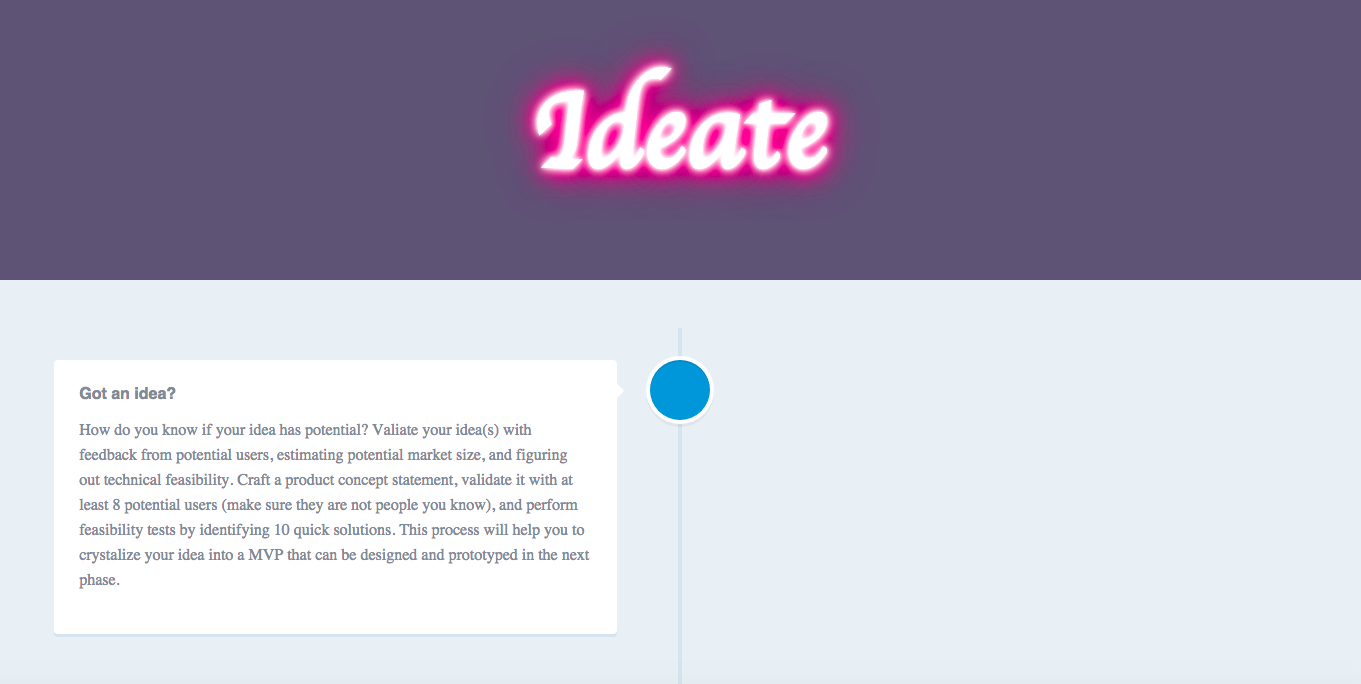 Ideate
Got an idea?
How do you know if your idea has potential? Valiate your idea(s) with
feedback from potential users, estimating potential market size, and figuring
out technical feasibility. Craft a product concept statement, validate it with at
least 8 potential users (make sure they are not people you know), and perform
feasibility tests by identifying 10 quick solutions. This process will help you to
crystalize your idea into a MVP that can be designed and prototyped in the next
phase.